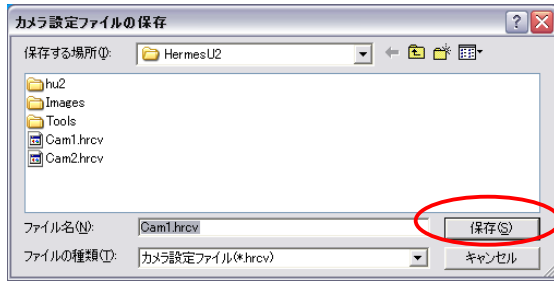 カメラ設定ファイルの保存
保存する場所(I): HermesU2
hu2
Images
Tools
Cam1.hrcv
Cam2.hrcv
ファイル名(N): Cam1.hrcv 保存(S)
ファイルの種類(T): カメラ設定ファイル(*.hrcv) キャンセル